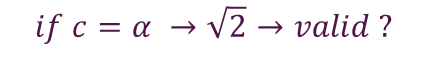 if c = α → √2 → valid ?